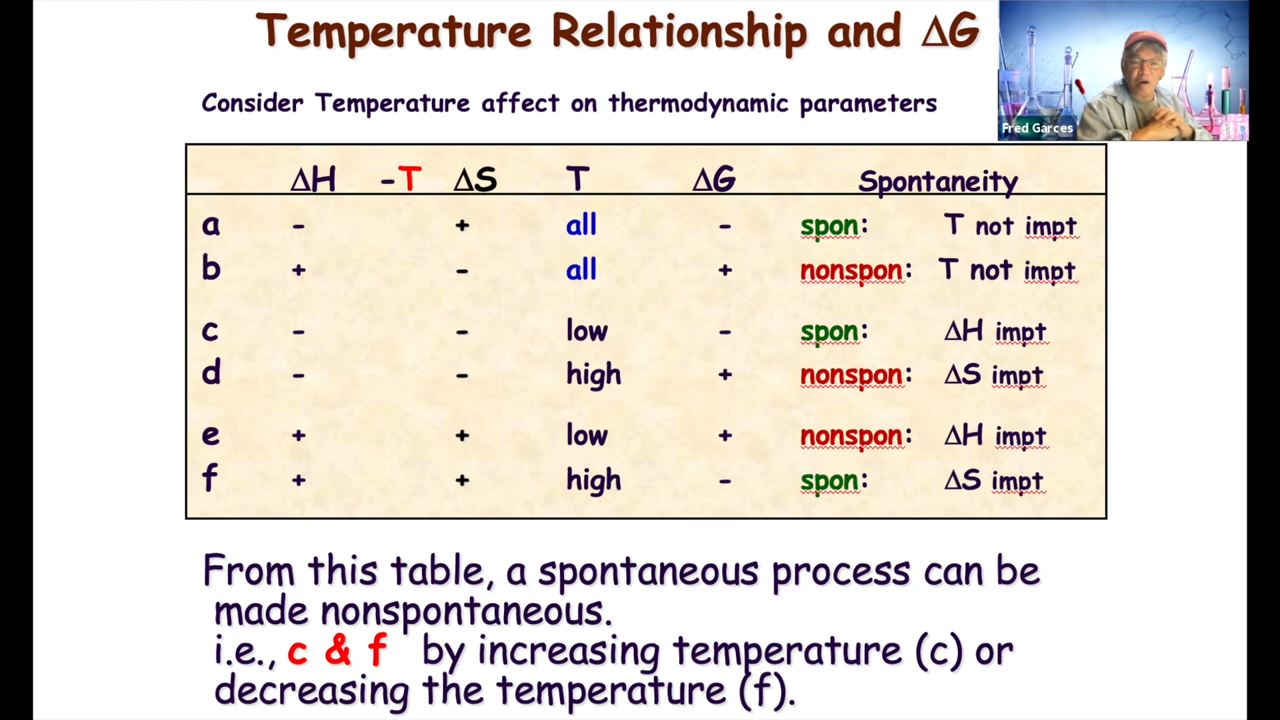 Temperature Relationship and ΔG
Consider Temperature affect on thermodynamic parameters
Fred Garces
ΔH -T ΔS T ΔG Spontaneity
a - + all - spon: T not impt
b + - all + nonspon: T not impt
c - - low - spon: ΔH impt
d - - high + nonspon: ΔS impt
e + + low + nonspon: ΔH impt
f + + high - spon: ΔS impt
From this table, a spontaneous process can be
made nonspontaneous.
i.e., c & f by increasing temperature (c) or
decreasing the temperature (f).